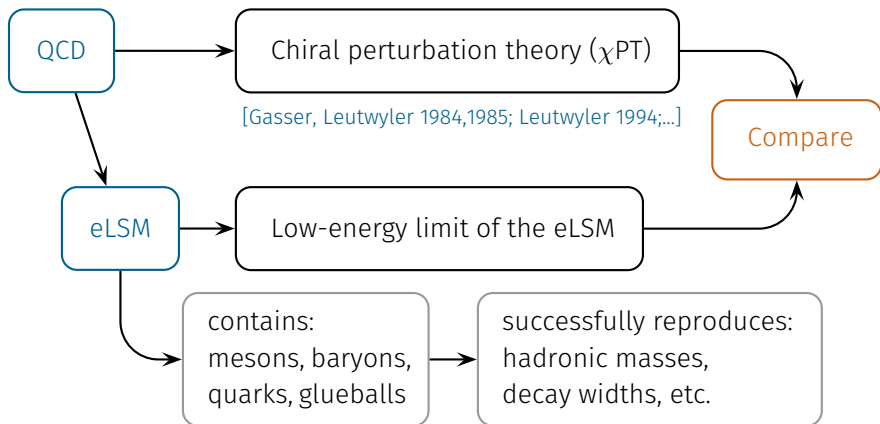 QCD
Chiral perturbation theory (χPT)
[Gasser, Leutwyler 1984,1985; Leutwyler 1994;...]
Compare
eLSM
Low-energy limit of the eLSM
contains:
mesons, baryons,
quarks, glueballs
successfully reproduces:
hadronic masses,
decay widths, etc.